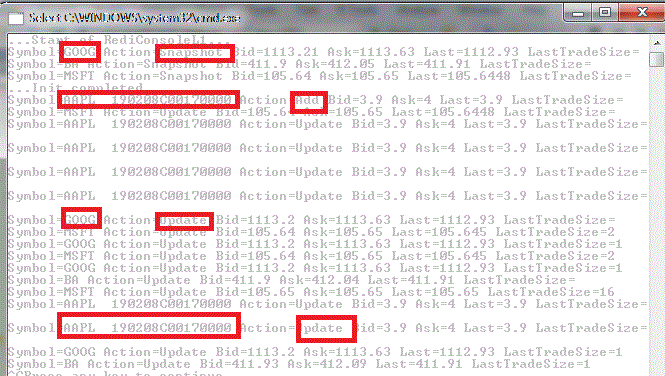 Select C:\WINDOWS\system32\cmd.exe
...Start of RediConsoleL1...
Symbol=GOOG Action=Snapshot Bid=1113.21 Ask=1113.63 Last=1112.93 LastTradeSize=
Symbol=BA Action=Snapshot Bid=411.9 Ask=412.05 Last=411.91 LastTradeSize=
Symbol=MSFT Action=Snapshot Bid=105.64 Ask=105.65 Last=105.6448 LastTradeSize=
...Init completed
Symbol=AAPL  190208C00170000 Action=Add Bid=3.9 Ask=4 Last=3.9 LastTradeSize=
Symbol=MSFT Action=Update Bid=105.64 Ask=105.65 Last=105.6448 LastTradeSize=
Symbol=AAPL  190208C00170000 Action=Update Bid=3.9 Ask=4 Last=3.9 LastTradeSize=
Symbol=AAPL  190208C00170000 Action=Update Bid=3.9 Ask=4 Last=3.9 LastTradeSize=
Symbol=AAPL  190208C00170000 Action=Update Bid=3.9 Ask=4 Last=3.9 LastTradeSize=
Symbol=AAPL  190208C00170000 Action=Update Bid=3.9 Ask=4 Last=3.9 LastTradeSize=
Symbol=GOOG Action=Update Bid=1113.2 Ask=1113.63 Last=1112.93 LastTradeSize=
Symbol=MSFT Action=Update Bid=105.64 Ask=105.65 Last=105.645 LastTradeSize=2
Symbol=GOOG Action=Update Bid=1113.2 Ask=1113.63 Last=1112.93 LastTradeSize=1
Symbol=MSFT Action=Update Bid=105.64 Ask=105.65 Last=105.645 LastTradeSize=2
Symbol=GOOG Action=Update Bid=1113.2 Ask=1113.63 Last=1112.93 LastTradeSize=1
Symbol=BA Action=Update Bid=411.9 Ask=412.04 Last=411.91 LastTradeSize=
Symbol=MSFT Action=Update Bid=105.65 Ask=105.65 Last=105.65 LastTradeSize=16
Symbol=AAPL  190208C00170000 Action=Update Bid=3.9 Ask=4 Last=3.9 LastTradeSize=
Symbol=AAPL  190208C00170000 Action=Update Bid=3.9 Ask=4 Last=3.9 LastTradeSize=
Symbol=GOOG Action=Update Bid=1113.2 Ask=1113.63 Last=1112.93 LastTradeSize=1
Symbol=BA Action=Update Bid=411.93 Ask=412.09 Last=411.91 LastTradeSize=1
any key to continue